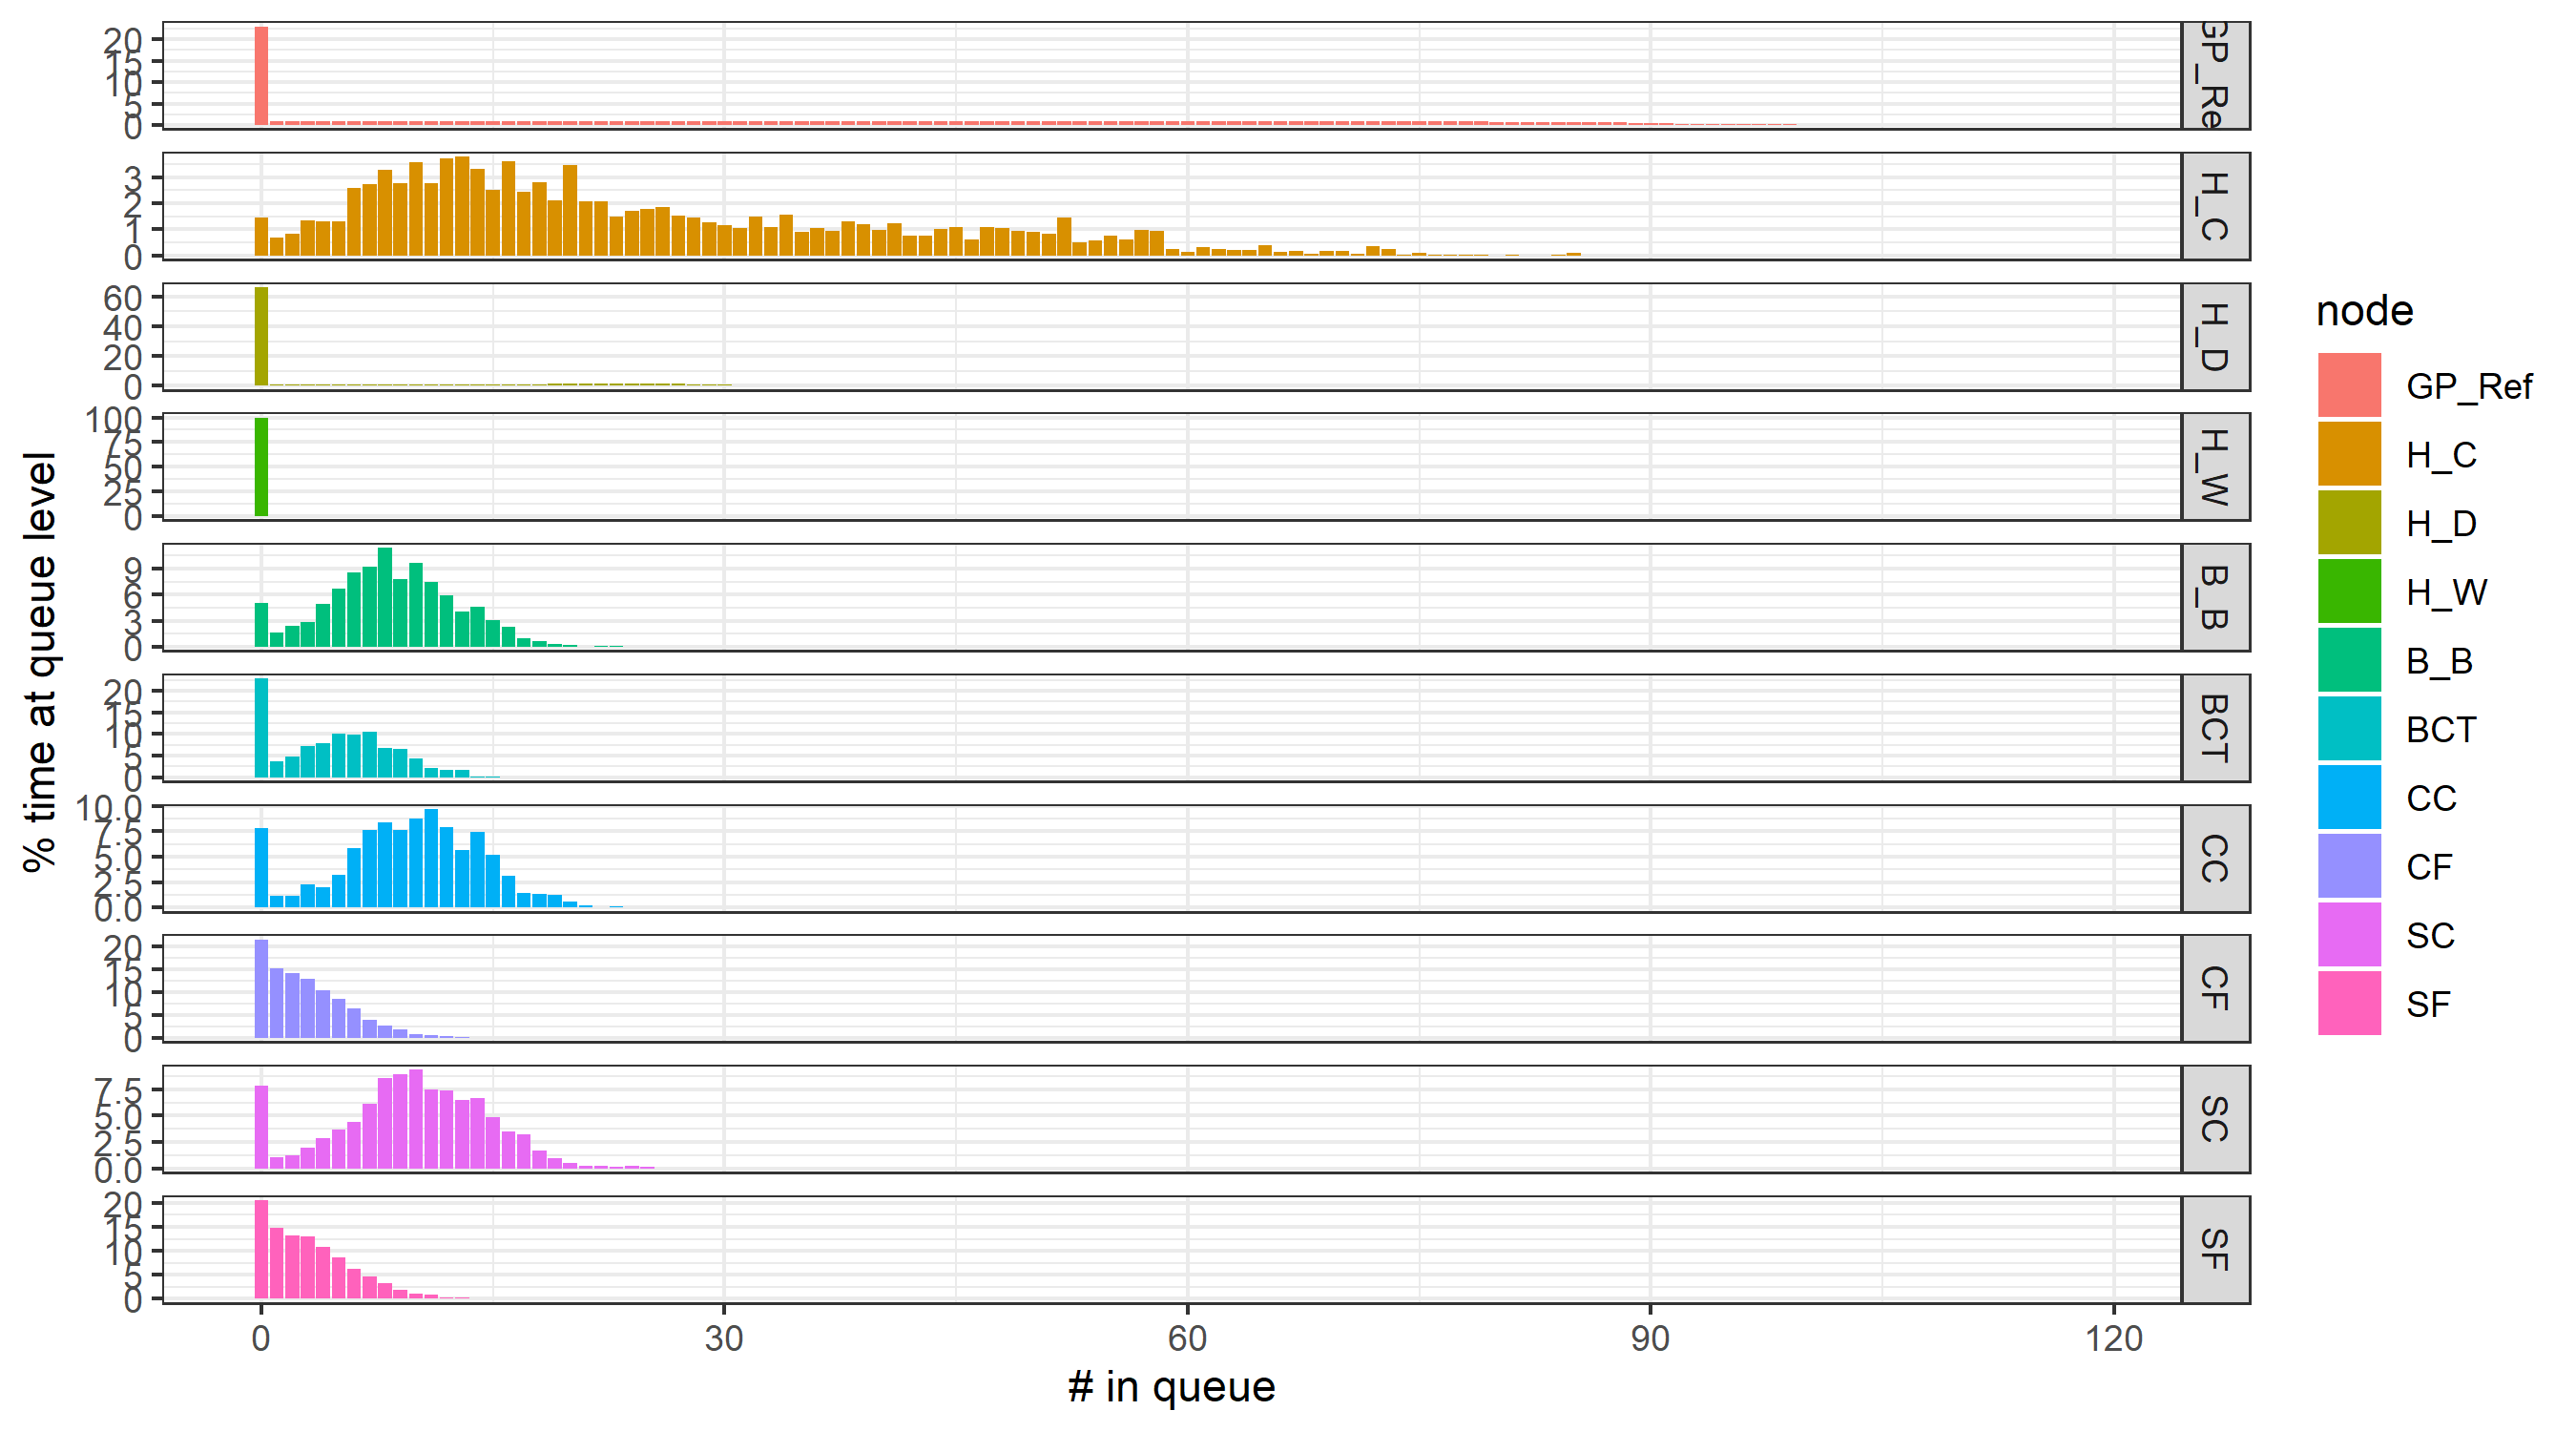 % time at queue level
20
15
10
5
0
GP_Re
3
2
1
0
H_C
60
40
20
0
H_D
100
75
50
25
0
H_W
9
6
3
0
B_B
20
15
10
5
0
BCT
10.0
7.5
5.0
2.5
0.0
CC
20
15
10
5
0
CF
7.5
5.0
2.5
0.0
SC
20
15
10
5
0
SF
0 30 60 90 120
# in queue
node
GP_Ref
H_C
H_D
H_W
B_B
BCT
CC
CF
SC
SF